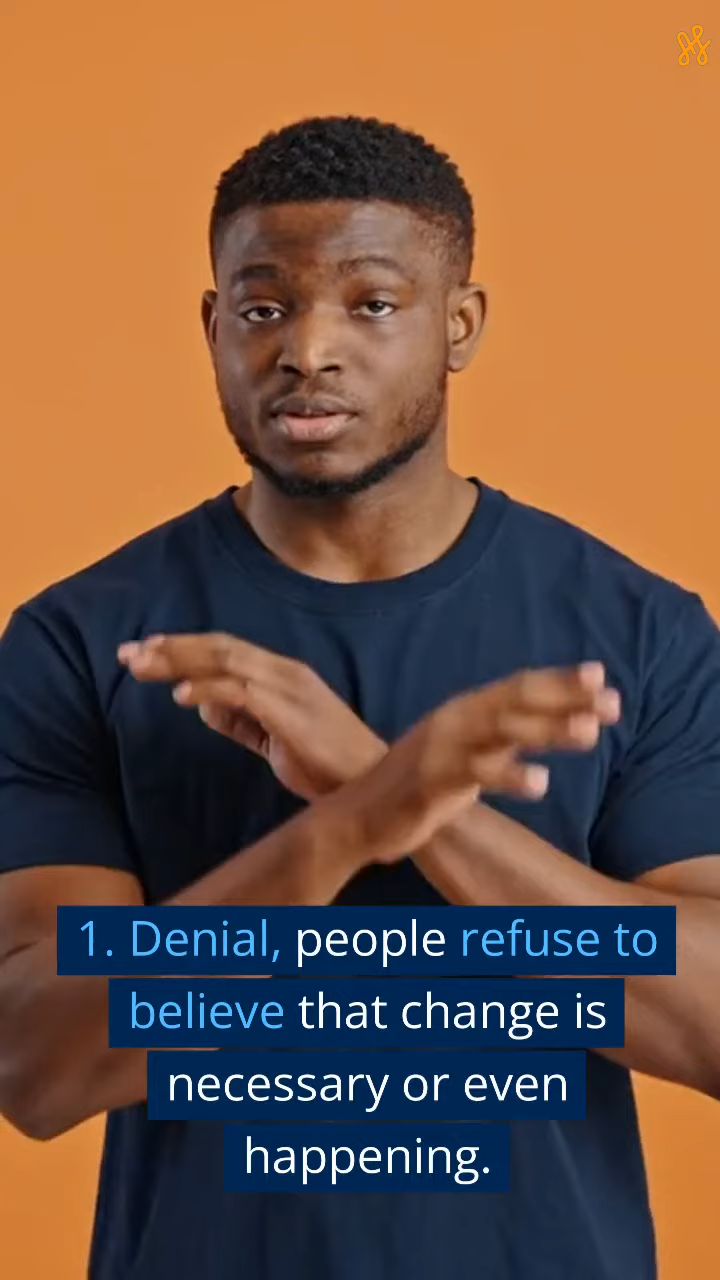 1. Denial, people refuse to
believe that change is
necessary or even
happening.